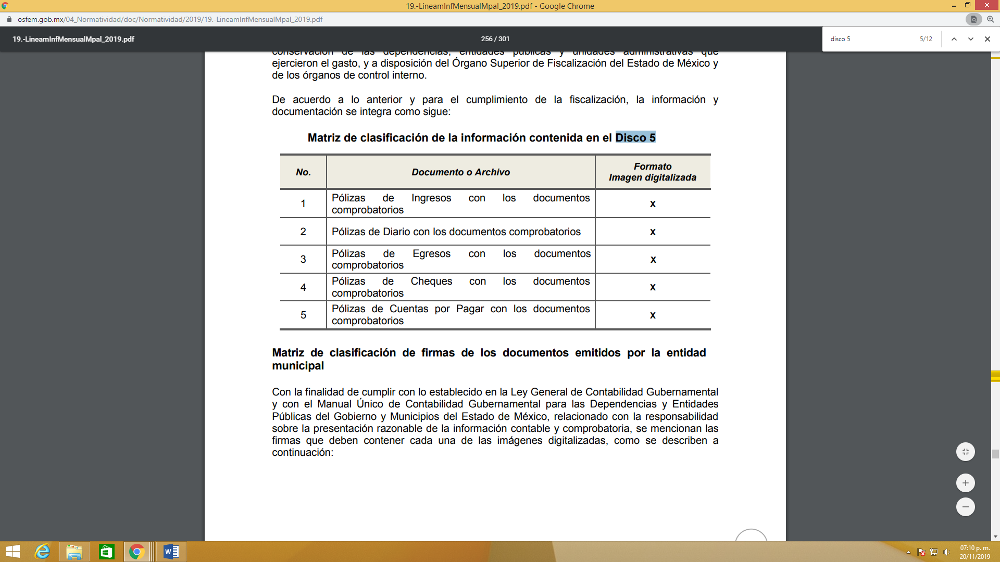 19.-LineamInfMensualMpal_2019.pdf - Google Chrome
osfem.gob.mx/04_Normatividad/doc/Normatividad/2019/19.-LineamInfMensualMpal_2019.pdf
19.-LineamInfMensualMpal_2019.pdf
256 / 301
disco 5
5/12
conservación de las dependencias, entidades públicas y unidades administrativas que
ejercieron el gasto, y a disposición del Órgano Superior de Fiscalización del Estado de México y
de los órganos de control interno.
De acuerdo a lo anterior y para el cumplimiento de la fiscalización, la información y
documentación se integra como sigue:
Matriz de clasificación de la información contenida en el Disco 5
No.
Documento o Archivo
Formato
Imagen digitalizada
1
Pólizas de Ingresos con los documentos
comprobatorios
x
2
Pólizas de Diario con los documentos comprobatorios
x
3
Pólizas de Egresos con los documentos
comprobatorios
x
4
Pólizas de Cheques con los documentos
comprobatorios
x
5
Pólizas de Cuentas por Pagar con los documentos
comprobatorios
x
Matriz de clasificación de firmas de los documentos emitidos por la entidad
municipal
Con la finalidad de cumplir con lo establecido en la Ley General de Contabilidad Gubernamental
y con el Manual Único de Contabilidad Gubernamental para las Dependencias y Entidades
Públicas del Gobierno y Municipios del Estado de México, relacionado con la responsabilidad
sobre la presentación razonable de la información contable y comprobatoria, se mencionan las
firmas que deben contener cada una de las imágenes digitalizadas, como se describen a
continuación:
07:10 p. m.
20/11/2019